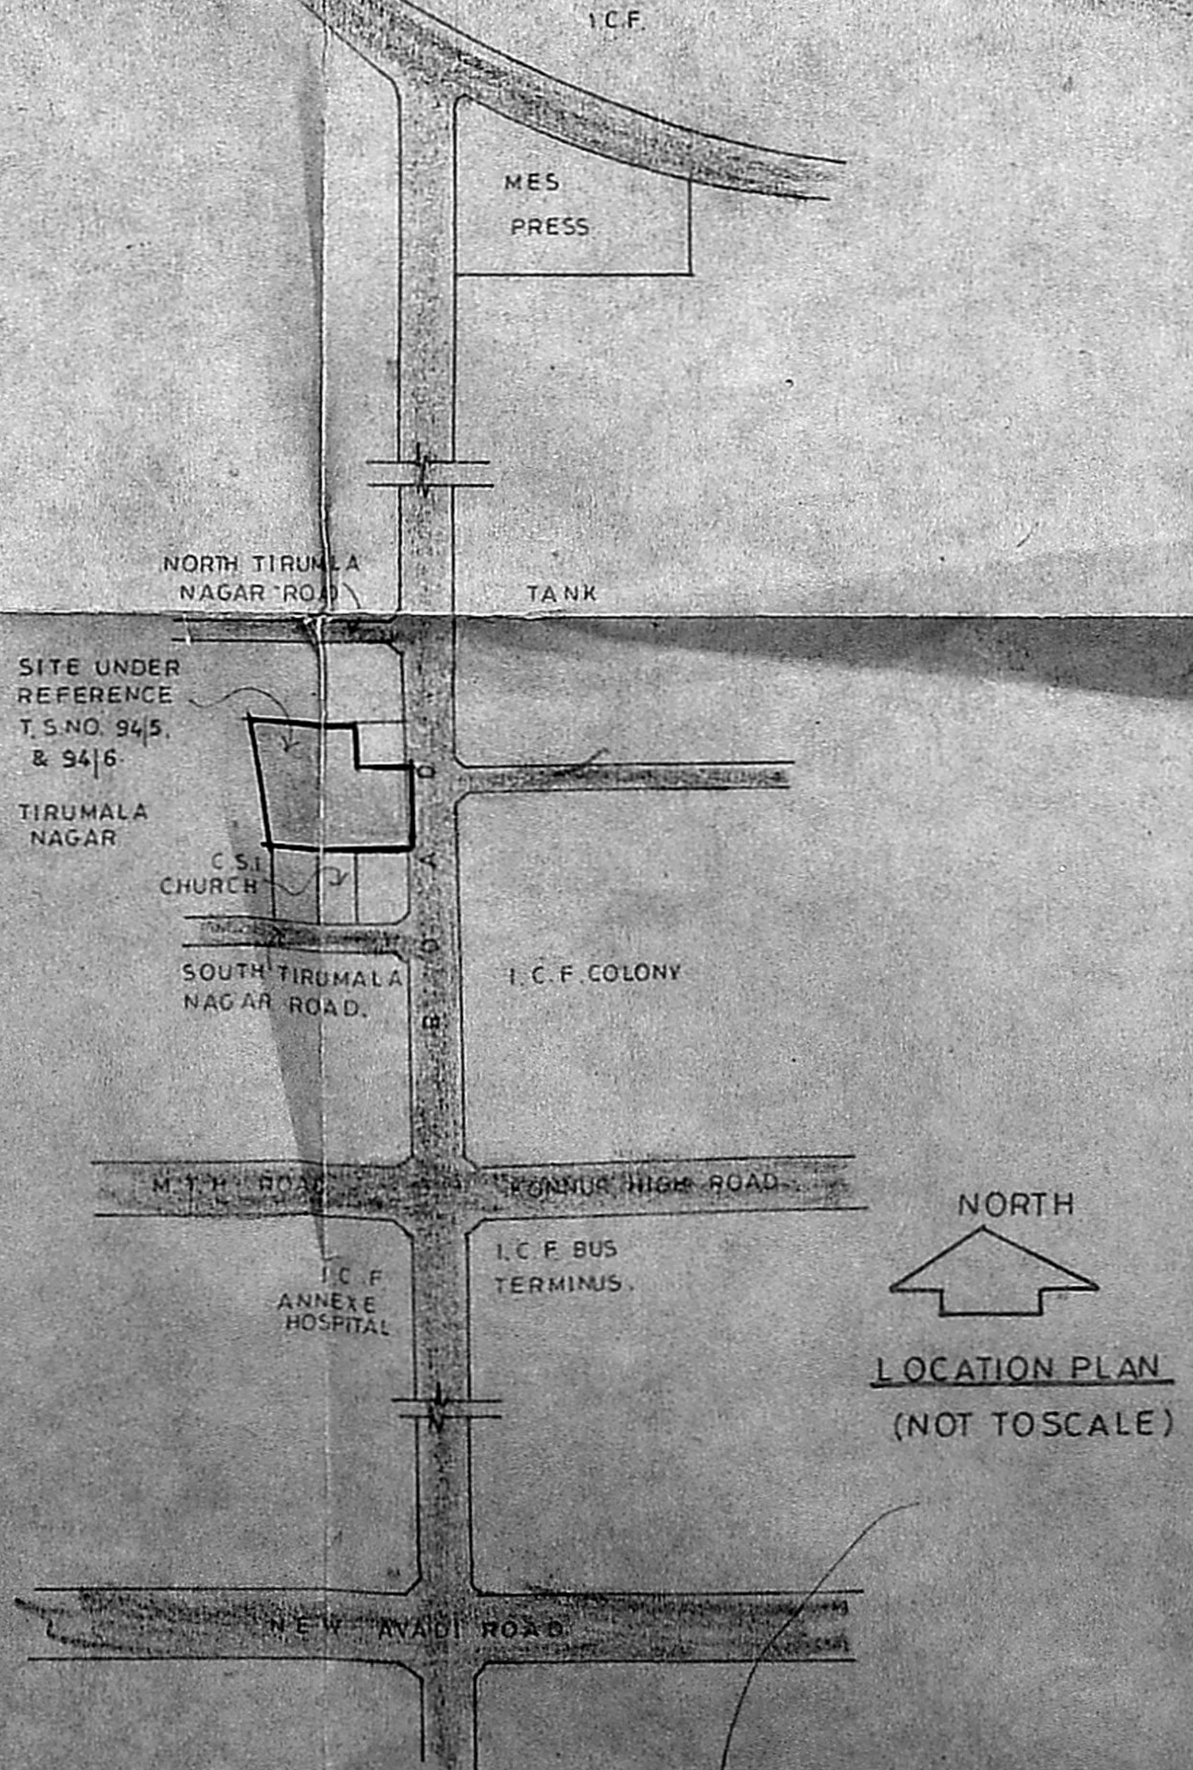 I.C.F.
MES
PRESS
NORTH TIRUMLA
NAGAR ROAD
TANK
SITE UNDER
REFERENCE
T.S.NO. 94|5.
& 94|6.
TIRUMALA
NAGAR
C.S.I.
CHURCH
SOUTH TIRUMALA
NAGAR ROAD.
I.C.F. COLONY
M.T.H. ROAD
KONNUR HIGH ROAD.
I.C.F. BUS
TERMINUS.
I.C.F
ANNEXE
HOSPITAL
NORTH
LOCATION PLAN
(NOT TO SCALE)
NEW AVADI ROAD